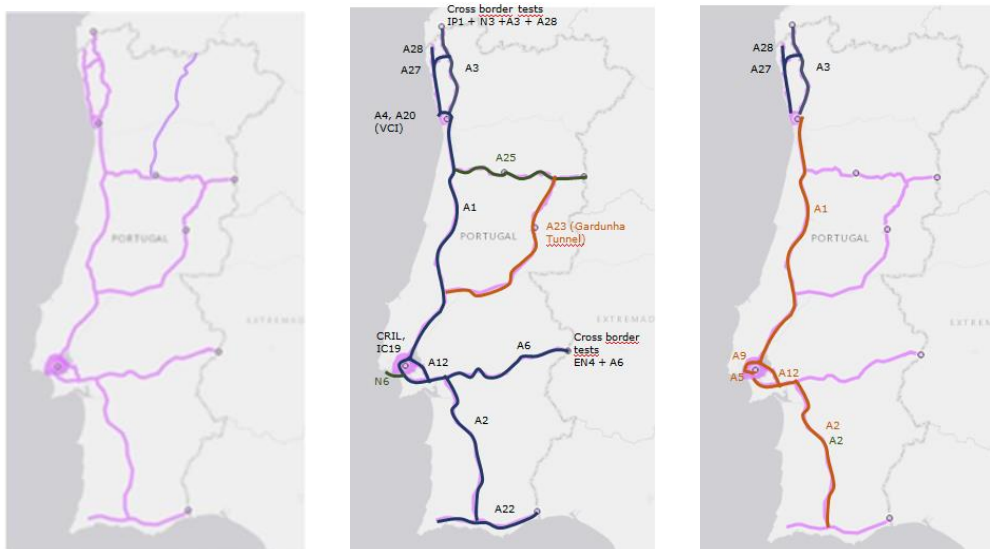 PORTUGAL
Cross border tests
IP1 + N3 +A3 + A28
A28
A27
A3
A4, A20
(VCI)
A25
A1
PORTUGAL
A23 (Gardunha
Tunnel)
EXTREMAD
CRIL,
IC19
A12
A6
Cross border
tests
EN4 + A6
N6
A2
A22
A28
A27
A3
A1
PORTUGAL
EXTREMAD
A9
A5
A12
A2
A2